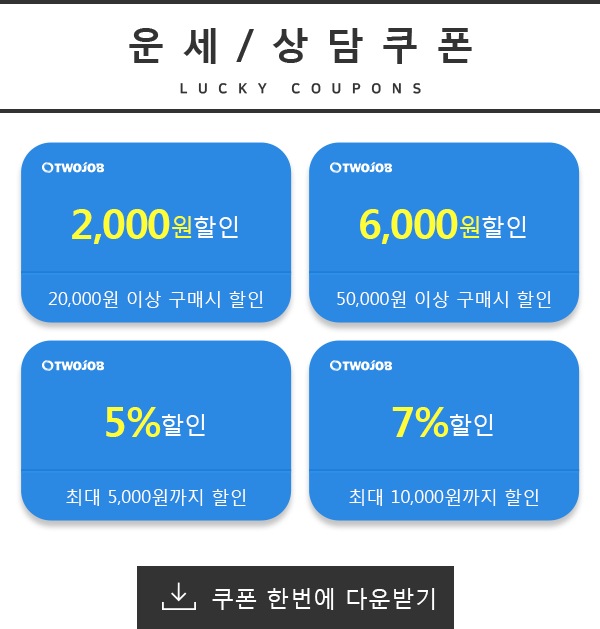 운세/상담쿠폰
LUCKY COUPONS
TWOJOB
2,000원할인
20,000원 이상 구매시 할인
TWOJOB
6,000원할인
50,000원 이상 구매시 할인
TWOJOB
5%할인
최대 5,000원까지 할인
TWOJOB
7%할인
최대 10,000원까지 할인
쿠폰 한번에 다운받기